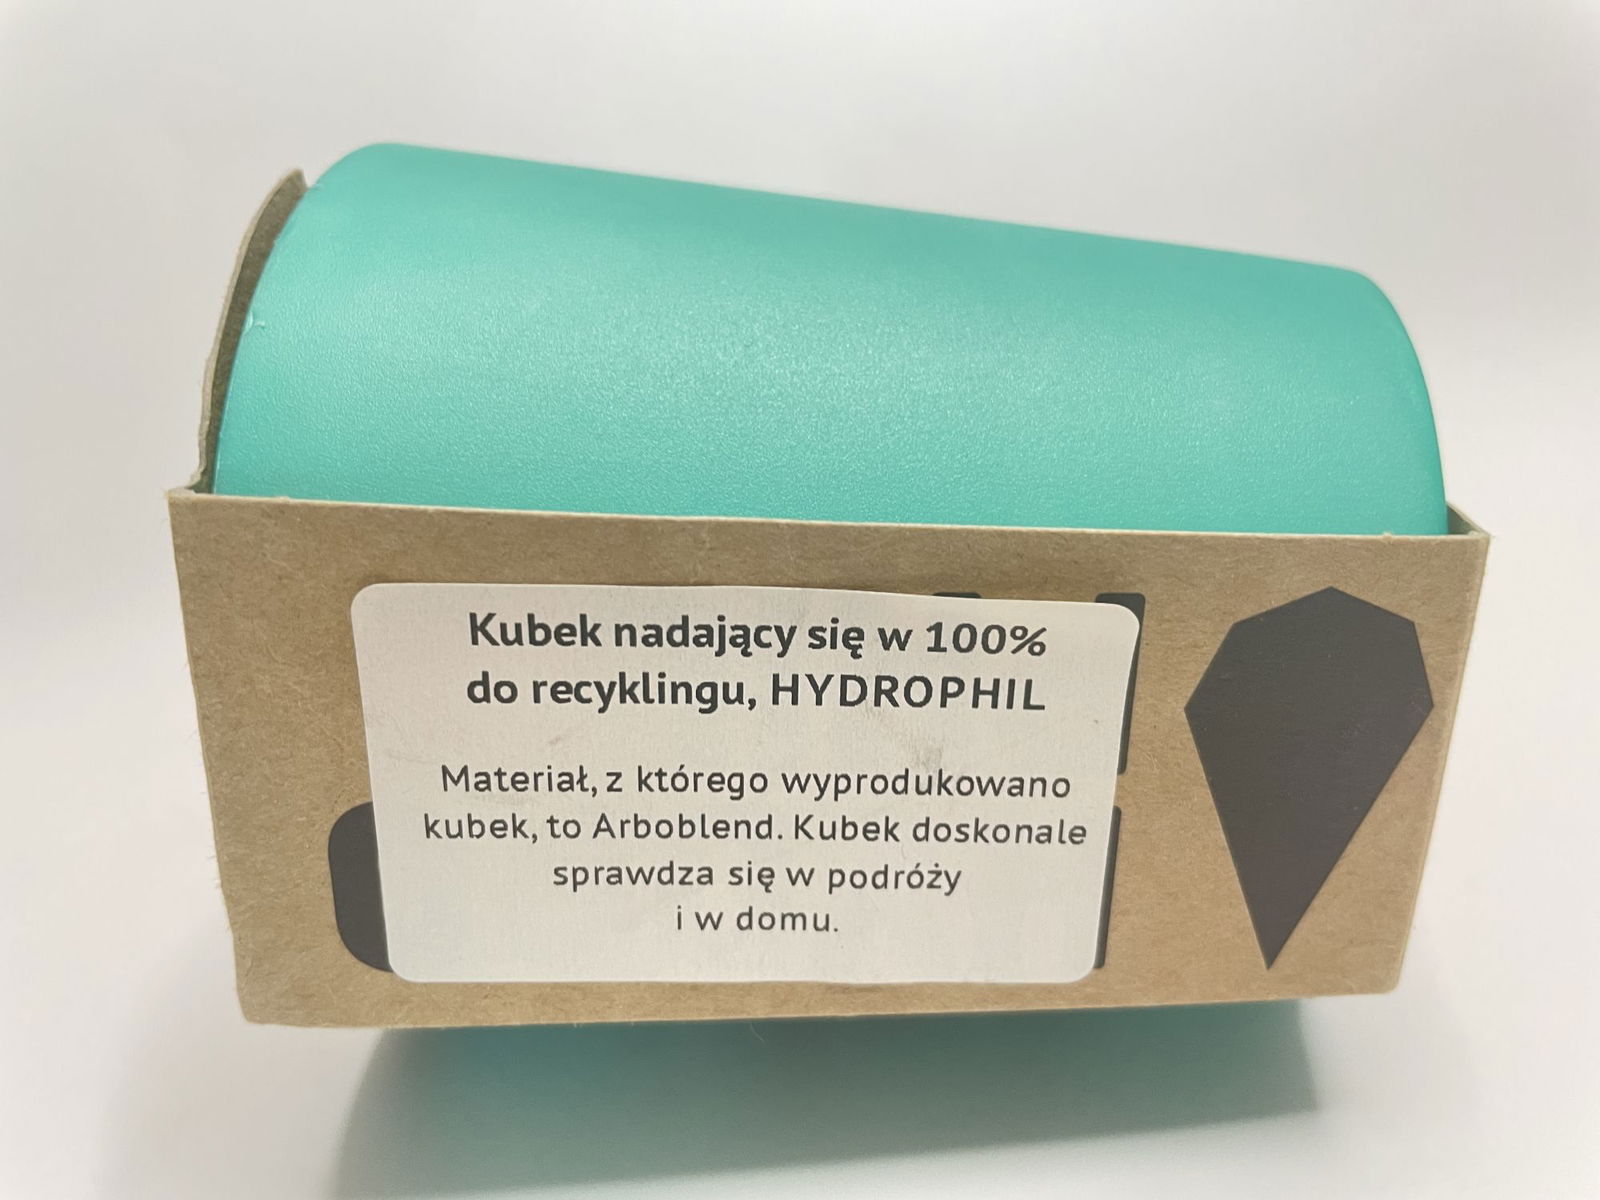 Kubek nadający się w 100%
do recyklingu, HYDROPHIL
Materiał, z którego wyprodukowano
kubek, to Arboblend. Kubek doskonale
sprawdza się w podróży
i w domu.